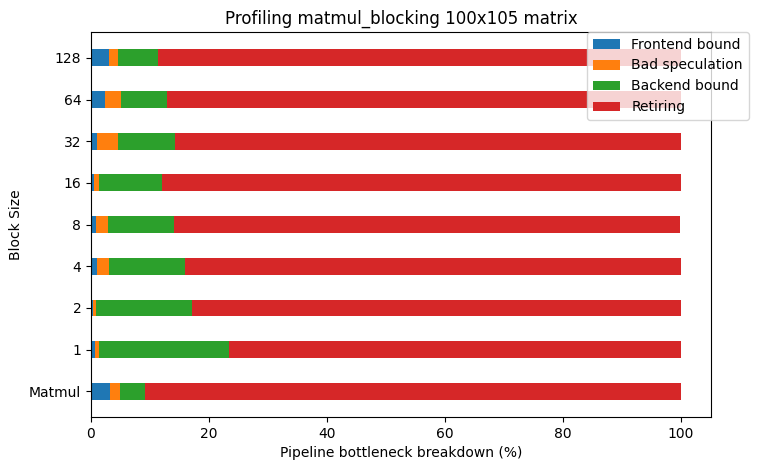 Profiling matmul_blocking 100x105 matrix
Frontend bound
Bad speculation
Backend bound
Retiring
Block Size
128
64
32
16
8
4
2
1
Matmul
0 20 40 60 80 100
Pipeline bottleneck breakdown (%)